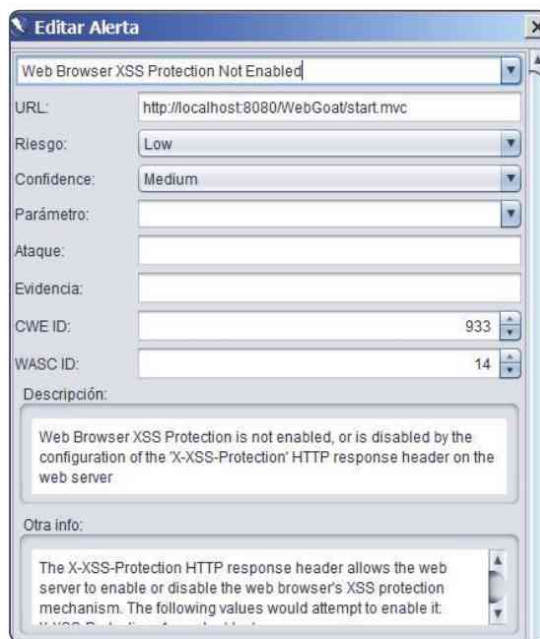 Editar Alerta
Web Browser XSS Protection Not Enabled
URL: http://localhost:8080/WebGoat/start.mvc
Riesgo: Low
Confidence: Medium
Parámetro:
Ataque:
Evidencia:
CWE ID: 933
WASC ID: 14
Descripción:
Web Browser XSS Protection is not enabled, or is disabled by the
configuration of the 'X-XSS-Protection' HTTP response header on the
web server
Otra info:
The X-XSS-Protection HTTP response header allows the web
server to enable or disable the web browser's XSS protection
mechanism. The following values would attempt to enable it: